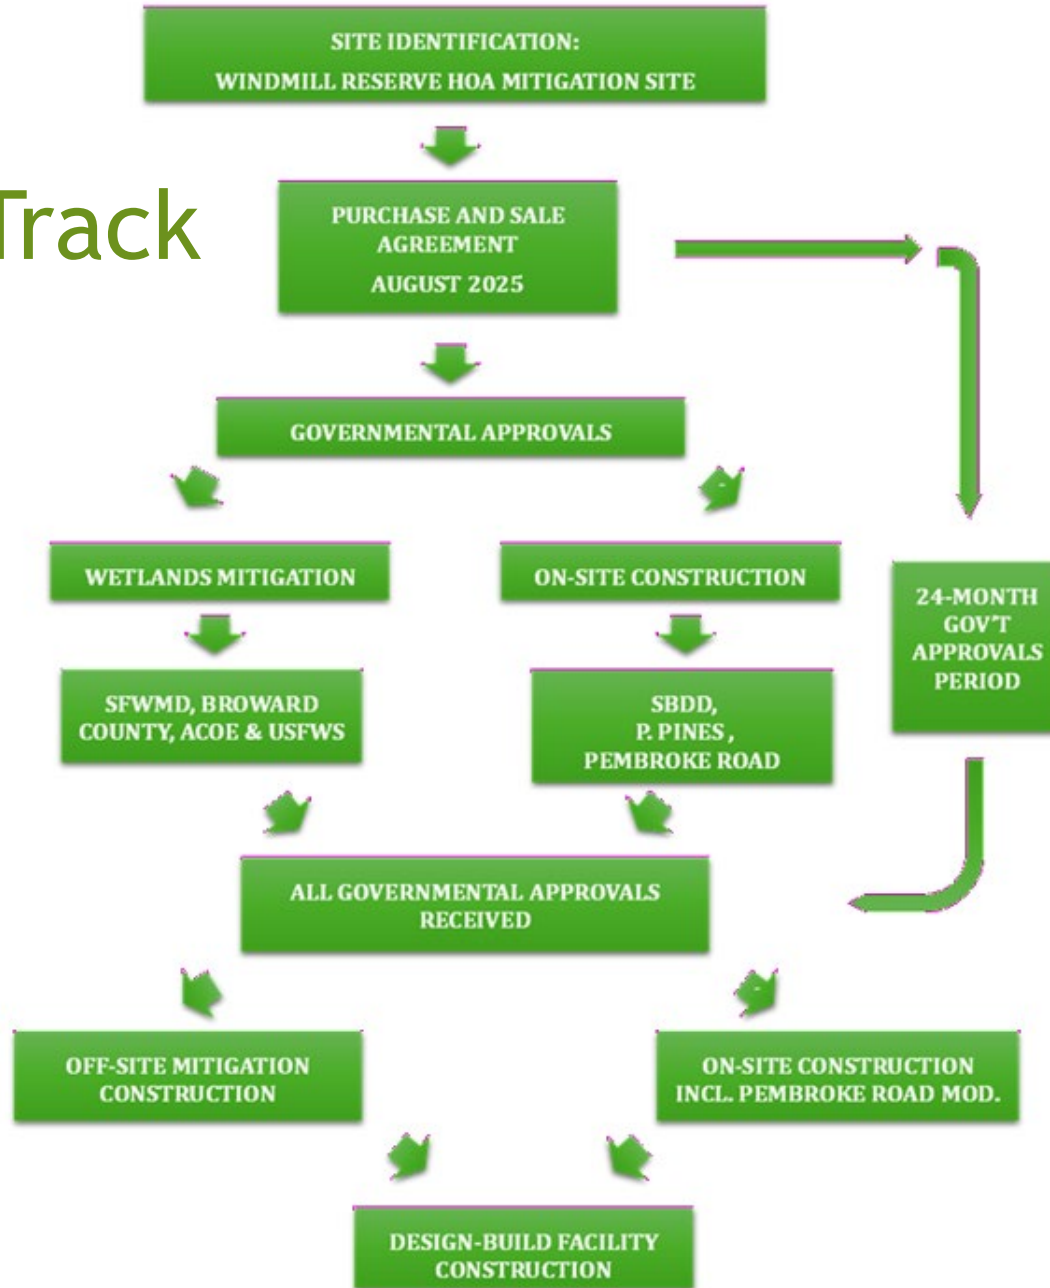 SITE IDENTIFICATION:
WINDMILL RESERVE HOA MITIGATION SITE
Track
PURCHASE AND SALE
AGREEMENT
AUGUST 2025
GOVERNMENTAL APPROVALS
WETLANDS MITIGATION
ON-SITE CONSTRUCTION
24-MONTH
GOV'T
APPROVALS
PERIOD
SFWMD, BROWARD
COUNTY, ACOE & USFWS
SBDD,
P. PINES ,
PEMBROKE ROAD
ALL GOVERNMENTAL APPROVALS
RECEIVED
OFF-SITE MITIGATION
CONSTRUCTION
ON-SITE CONSTRUCTION
INCL. PEMBROKE ROAD MOD.
DESIGN-BUILD FACILITY
CONSTRUCTION